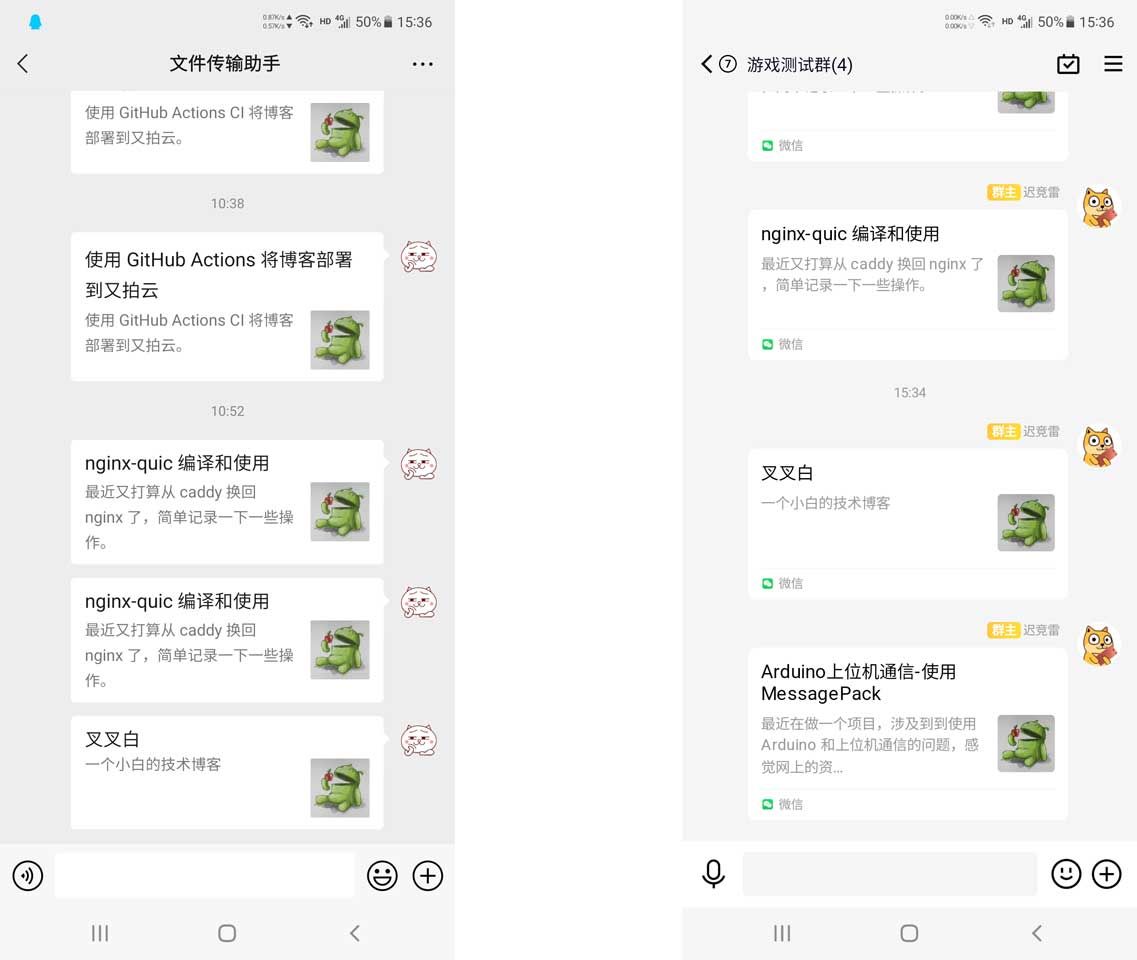 0.87K/s
0.57K/s
HD 4G 50% 15:36
文件传输助手
使用 GitHub Actions CI 将博客
部署到又拍云。
10:38
使用 GitHub Actions 将博客部署
到又拍云
使用 GitHub Actions CI 将博客
部署到又拍云。
10:52
nginx-quic 编译和使用
最近又打算从 caddy 换回
nginx 了，简单记录一下一些操
作。
nginx-quic 编译和使用
最近又打算从 caddy 换回
nginx 了，简单记录一下一些操
作。
叉叉白
一个小白的技术博客
0.00K/s
0.00K/s
HD 4G 50% 15:36
7 游戏测试群(4)
微信
群主 迟竞雷
nginx-quic 编译和使用
最近又打算从 caddy 换回 nginx 了
，简单记录一下一些操作。
微信
15:34
群主 迟竞雷
叉叉白
一个小白的技术博客
微信
群主 迟竞雷
Arduino上位机通信-使用
MessagePack
最近在做一个项目，涉及到到使用
Arduino 和上位机通信的问题，感
觉网上的资...
微信